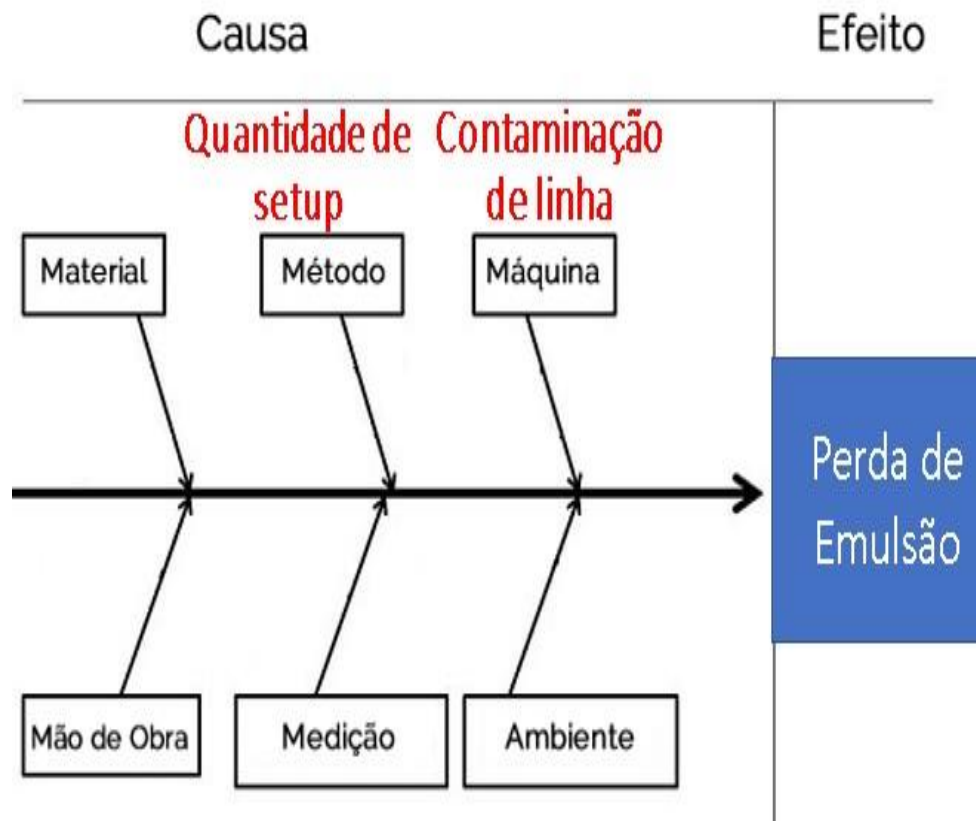 Causa
Efeito
Quantidade de
setup
Contaminação
de linha
Material
Método
Máquina
Perda de
Emulsão
Mão de Obra
Medição
Ambiente